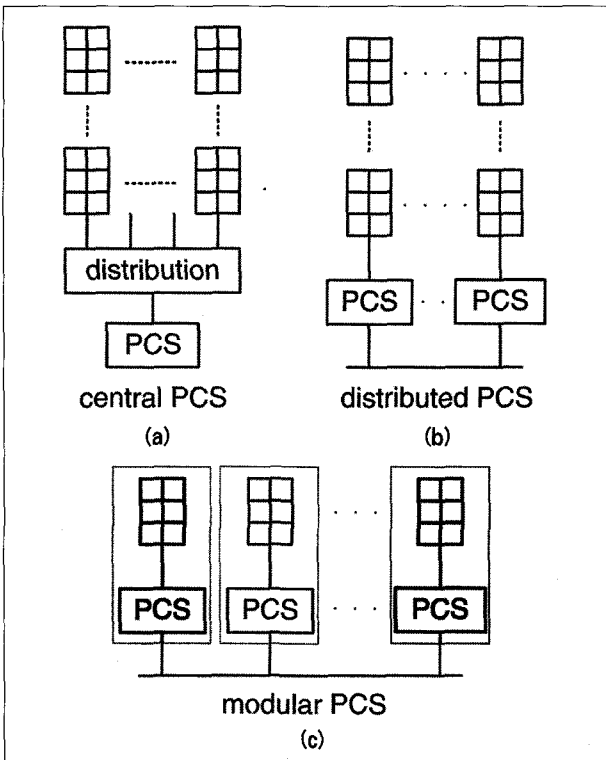 distribution
PCS
central PCS
(a)
PCS
PCS
distributed PCS
(b)
PCS
PCS
PCS
modular PCS
(c)